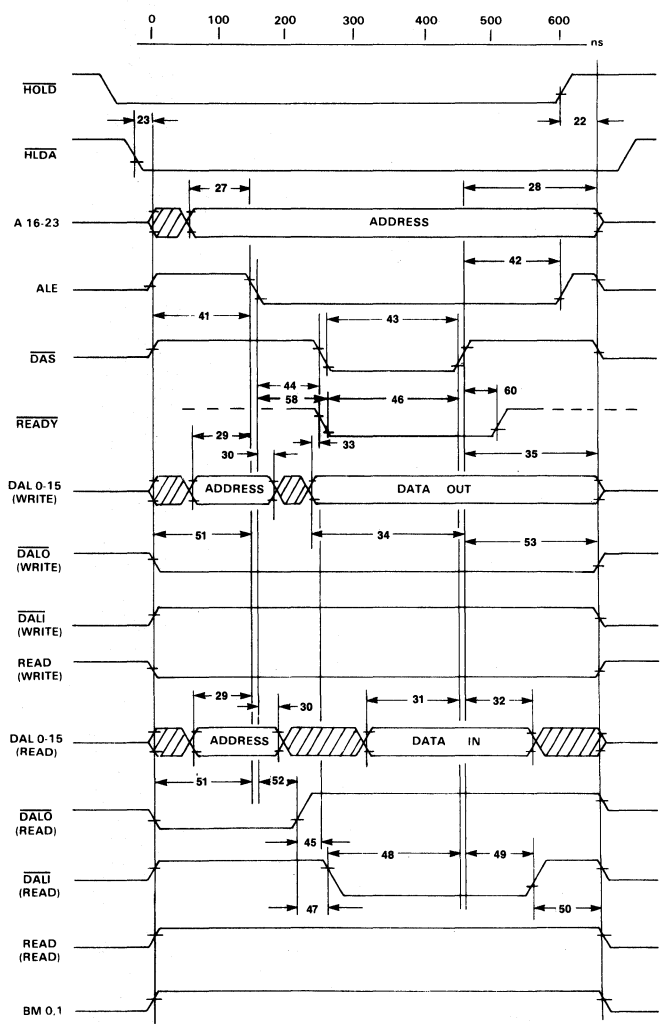 0 100 200 300 400 500 600
ns
HOLD
23 22
HLDA
27 28
A 16-23 ADDRESS
42
ALE
41 43
DAS
44 60
58 46
READY
29 33
30 35
DAL 0-15 ADDRESS DATA OUT
(WRITE)
51 34 53
DALO
(WRITE)
DALI
(WRITE)
READ
(WRITE)
29 31 32
30
DAL 0-15 ADDRESS DATA IN
(READ)
51 52
DALO
(READ)
45 48 49
DALI
(READ)
47 50
READ
(READ)
BM 0,1